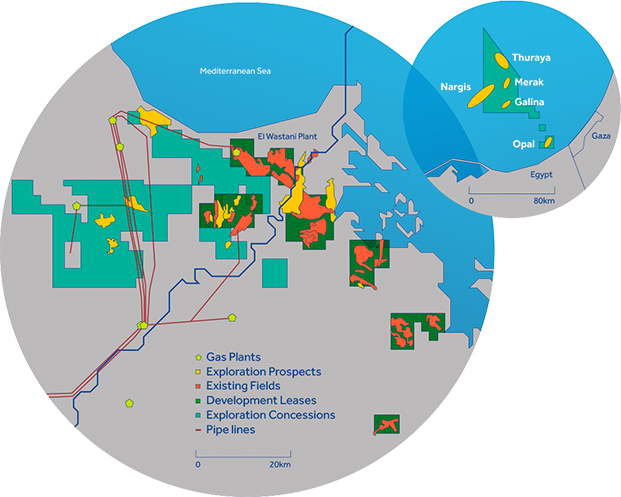 Mediterranean Sea
El Wastani Plant
Gas Plants
Exploration Prospects
Existing Fields
Development Leases
Exploration Concessions
Pipe lines
0 20km
Thuraya
Nargis
Merak
Galina
Opal
Gaza
Egypt
0 80km